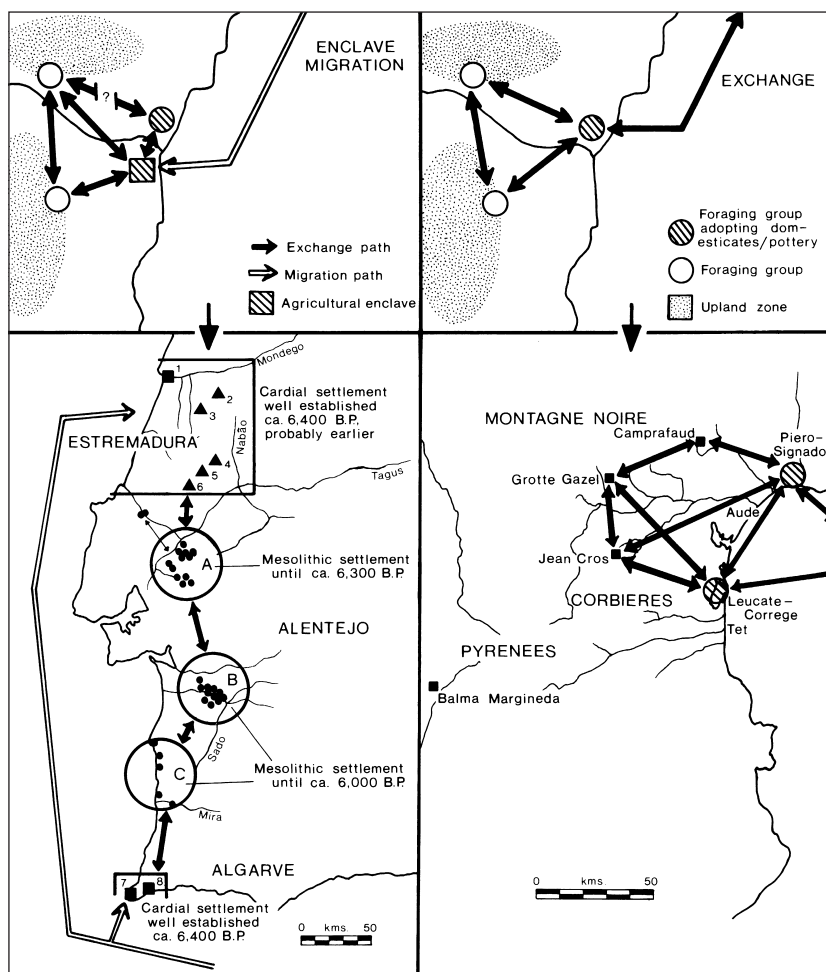 ENCLAVE
MIGRATION
?
Exchange path
Migration path
Agricultural enclave
EXCHANGE
Foraging group
adopting dom-
esticates/pottery
Foraging group
Upland zone
1
Mondego
2
3
Cardial settlement
well established
ca. 6,400 B.P.,
probably earlier
ESTREMADURA
Nabão
4
5
6
Tagus
A
Mesolithic settlement
until ca. 6,300 B.P.
ALENTEJO
B
Sado
C
Mesolithic settlement
until ca. 6,000 B.P.
Mira
ALGARVE
7
8
Cardial settlement
well established
ca. 6,400 B.P.
0 kms. 50
MONTAGNE NOIRE
Camprafaud
Piero-
Signado
Grotte Gazel
Aude
Jean Cros
CORBIERES
Leucate-
Correge
Tet
PYRENEES
Balma Margineda
0 kms. 50